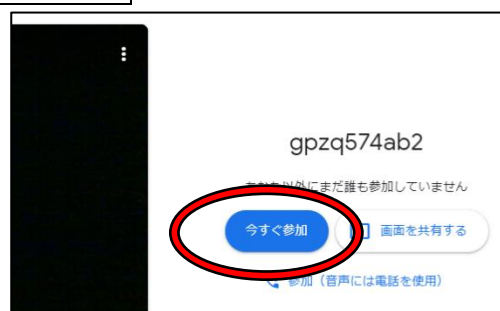 gpzq574ab2
以外にまだ誰も参加していません
今すぐ参加
画面を共有する
参加（音声には電話を使用）